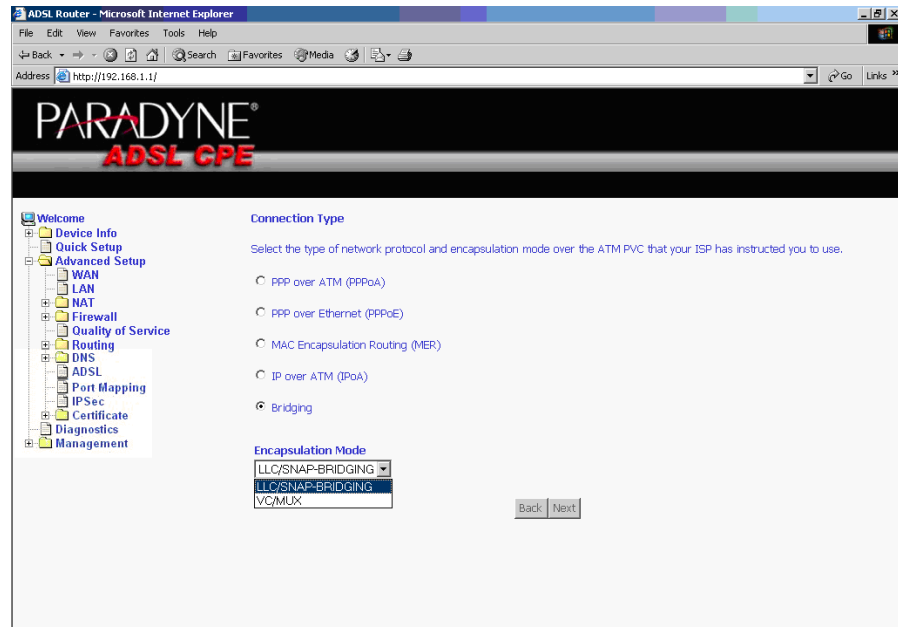 ADSL Router - Microsoft Internet Explorer
File Edit View Favorites Tools Help
Back Search Favorites Media
Address http://192.168.1.1/ Go Links »
PARADYNE®
ADSL CPE
Welcome
Device Info
Quick Setup
Advanced Setup
WAN
LAN
NAT
Firewall
Quality of Service
Routing
DNS
ADSL
Port Mapping
IPSec
Certificate
Diagnostics
Management
Connection Type
Select the type of network protocol and encapsulation mode over the ATM PVC that your ISP has instructed you to use.
PPP over ATM (PPPoA)
PPP over Ethernet (PPPoE)
MAC Encapsulation Routing (MER)
IP over ATM (IPoA)
Bridging
Encapsulation Mode
LLC/SNAP-BRIDGING
LLC/SNAP-BRIDGING
VC/MUX
Back Next